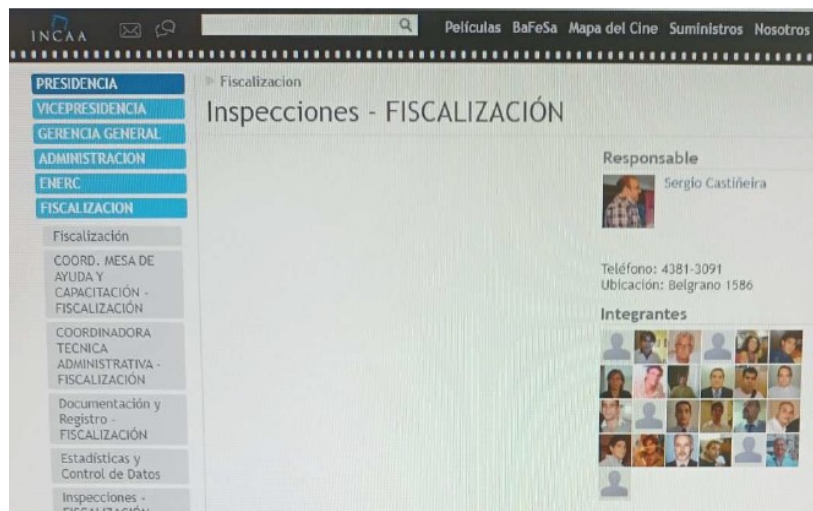 INCAA
Películas BaFeSa Mapa del Cine Suministros Nosotros
PRESIDENCIA
VICEPRESIDENCIA
GERENCIA GENERAL
ADMINISTRACION
ENERC
FISCALIZACION
Fiscalización
COORD. MESA DE
AYUDA Y
CAPACITACIÓN -
FISCALIZACIÓN
COORDINADORA
TECNICA
ADMINISTRATIVA -
FISCALIZACIÓN
Documentación y
Registro -
FISCALIZACIÓN
Estadísticas y
Control de Datos
Inspecciones -
FISCALIZACIÓN
Fiscalizacion
Inspecciones - FISCALIZACIÓN
Responsable
Sergio Castiñeira
Teléfono: 4381-3091
Ubicación: Belgrano 1586
Integrantes